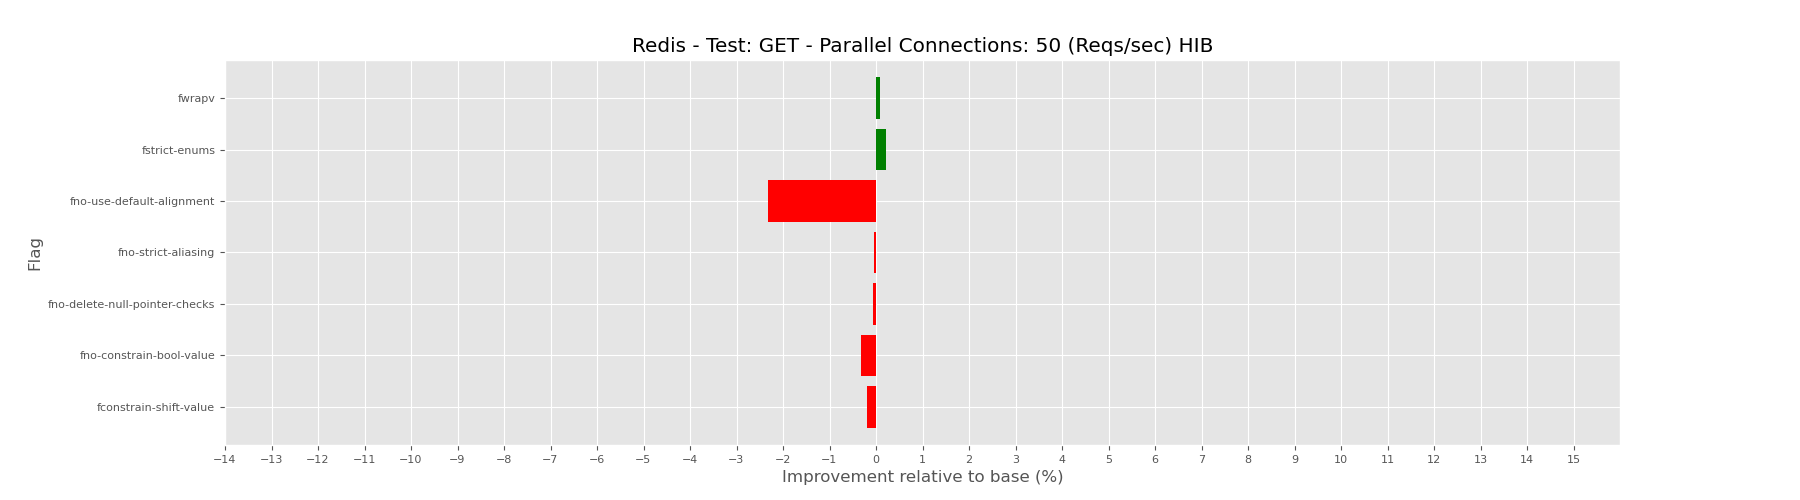 Redis - Test: GET - Parallel Connections: 50 (Reqs/sec) HIB
Flag
fwrapv
fstrict-enums
fno-use-default-alignment
fno-strict-aliasing
fno-delete-null-pointer-checks
fno-constrain-bool-value
fconstrain-shift-value
−14 −13 −12 −11 −10 −9 −8 −7 −6 −5 −4 −3 −2 −1 0 1 2 3 4 5 6 7 8 9 10 11 12 13 14 15
Improvement relative to base (%)